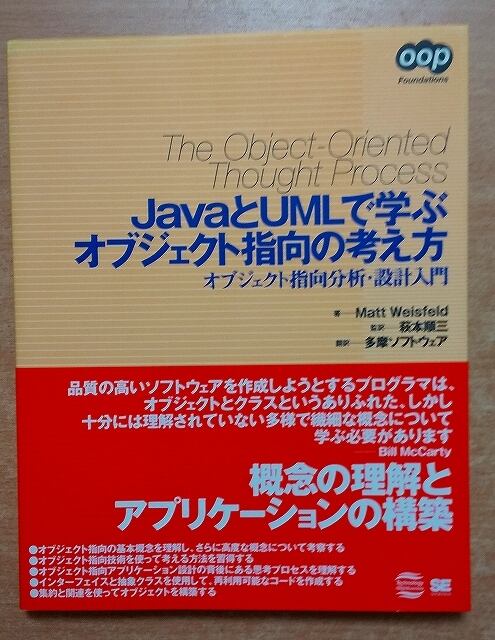 oop
Foundations
The Object-Oriented
Thought Process
JavaとUMLで学ぶ
オブジェクト指向の考え方
オブジェクト指向分析・設計入門
著 Matt Weisfeld
監訳 萩本順三
翻訳 多摩ソフトウェア
品質の高いソフトウェアを作成しようとするプログラマは、
オブジェクトとクラスというありふれた、しかし
十分には理解されていない多様で繊細な概念について
学ぶ必要があります
Bill McCarty
概念の理解と
アプリケーションの構築
●オブジェクト指向の基本概念を理解し、さらに高度な概念について考察する
●オブジェクト指向技術を使って考える方法を習得する
●オブジェクト指向アプリケーション設計の背後にある思考プロセスを理解する
●インターフェイスと抽象クラスを使用して、再利用可能なコードを作成する
●集約と関連を使ってオブジェクトを構築する
SE